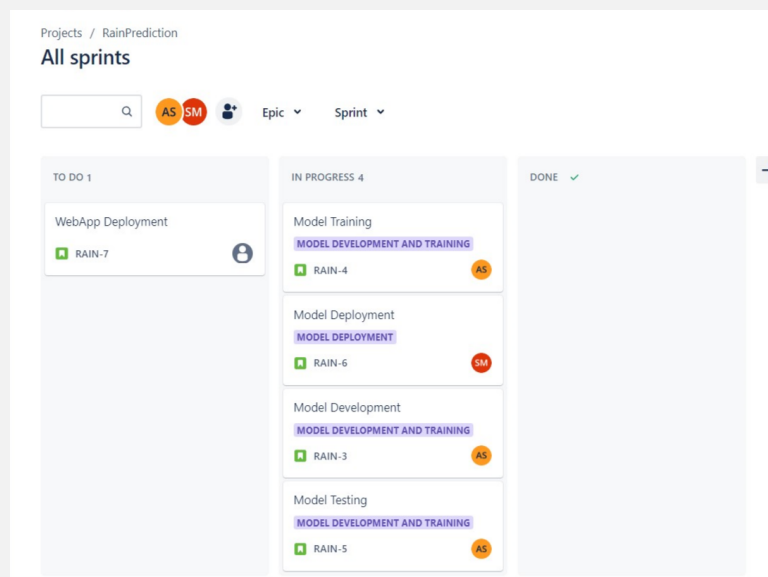 Projects / RainPrediction
All sprints
AS SM Epic Sprint
TO DO 1
WebApp Deployment
RAIN-7
IN PROGRESS 4
Model Training
MODEL DEVELOPMENT AND TRAINING
RAIN-4 AS
Model Deployment
MODEL DEPLOYMENT
RAIN-6 SM
Model Development
MODEL DEVELOPMENT AND TRAINING
RAIN-3 AS
Model Testing
MODEL DEVELOPMENT AND TRAINING
RAIN-5 AS
DONE